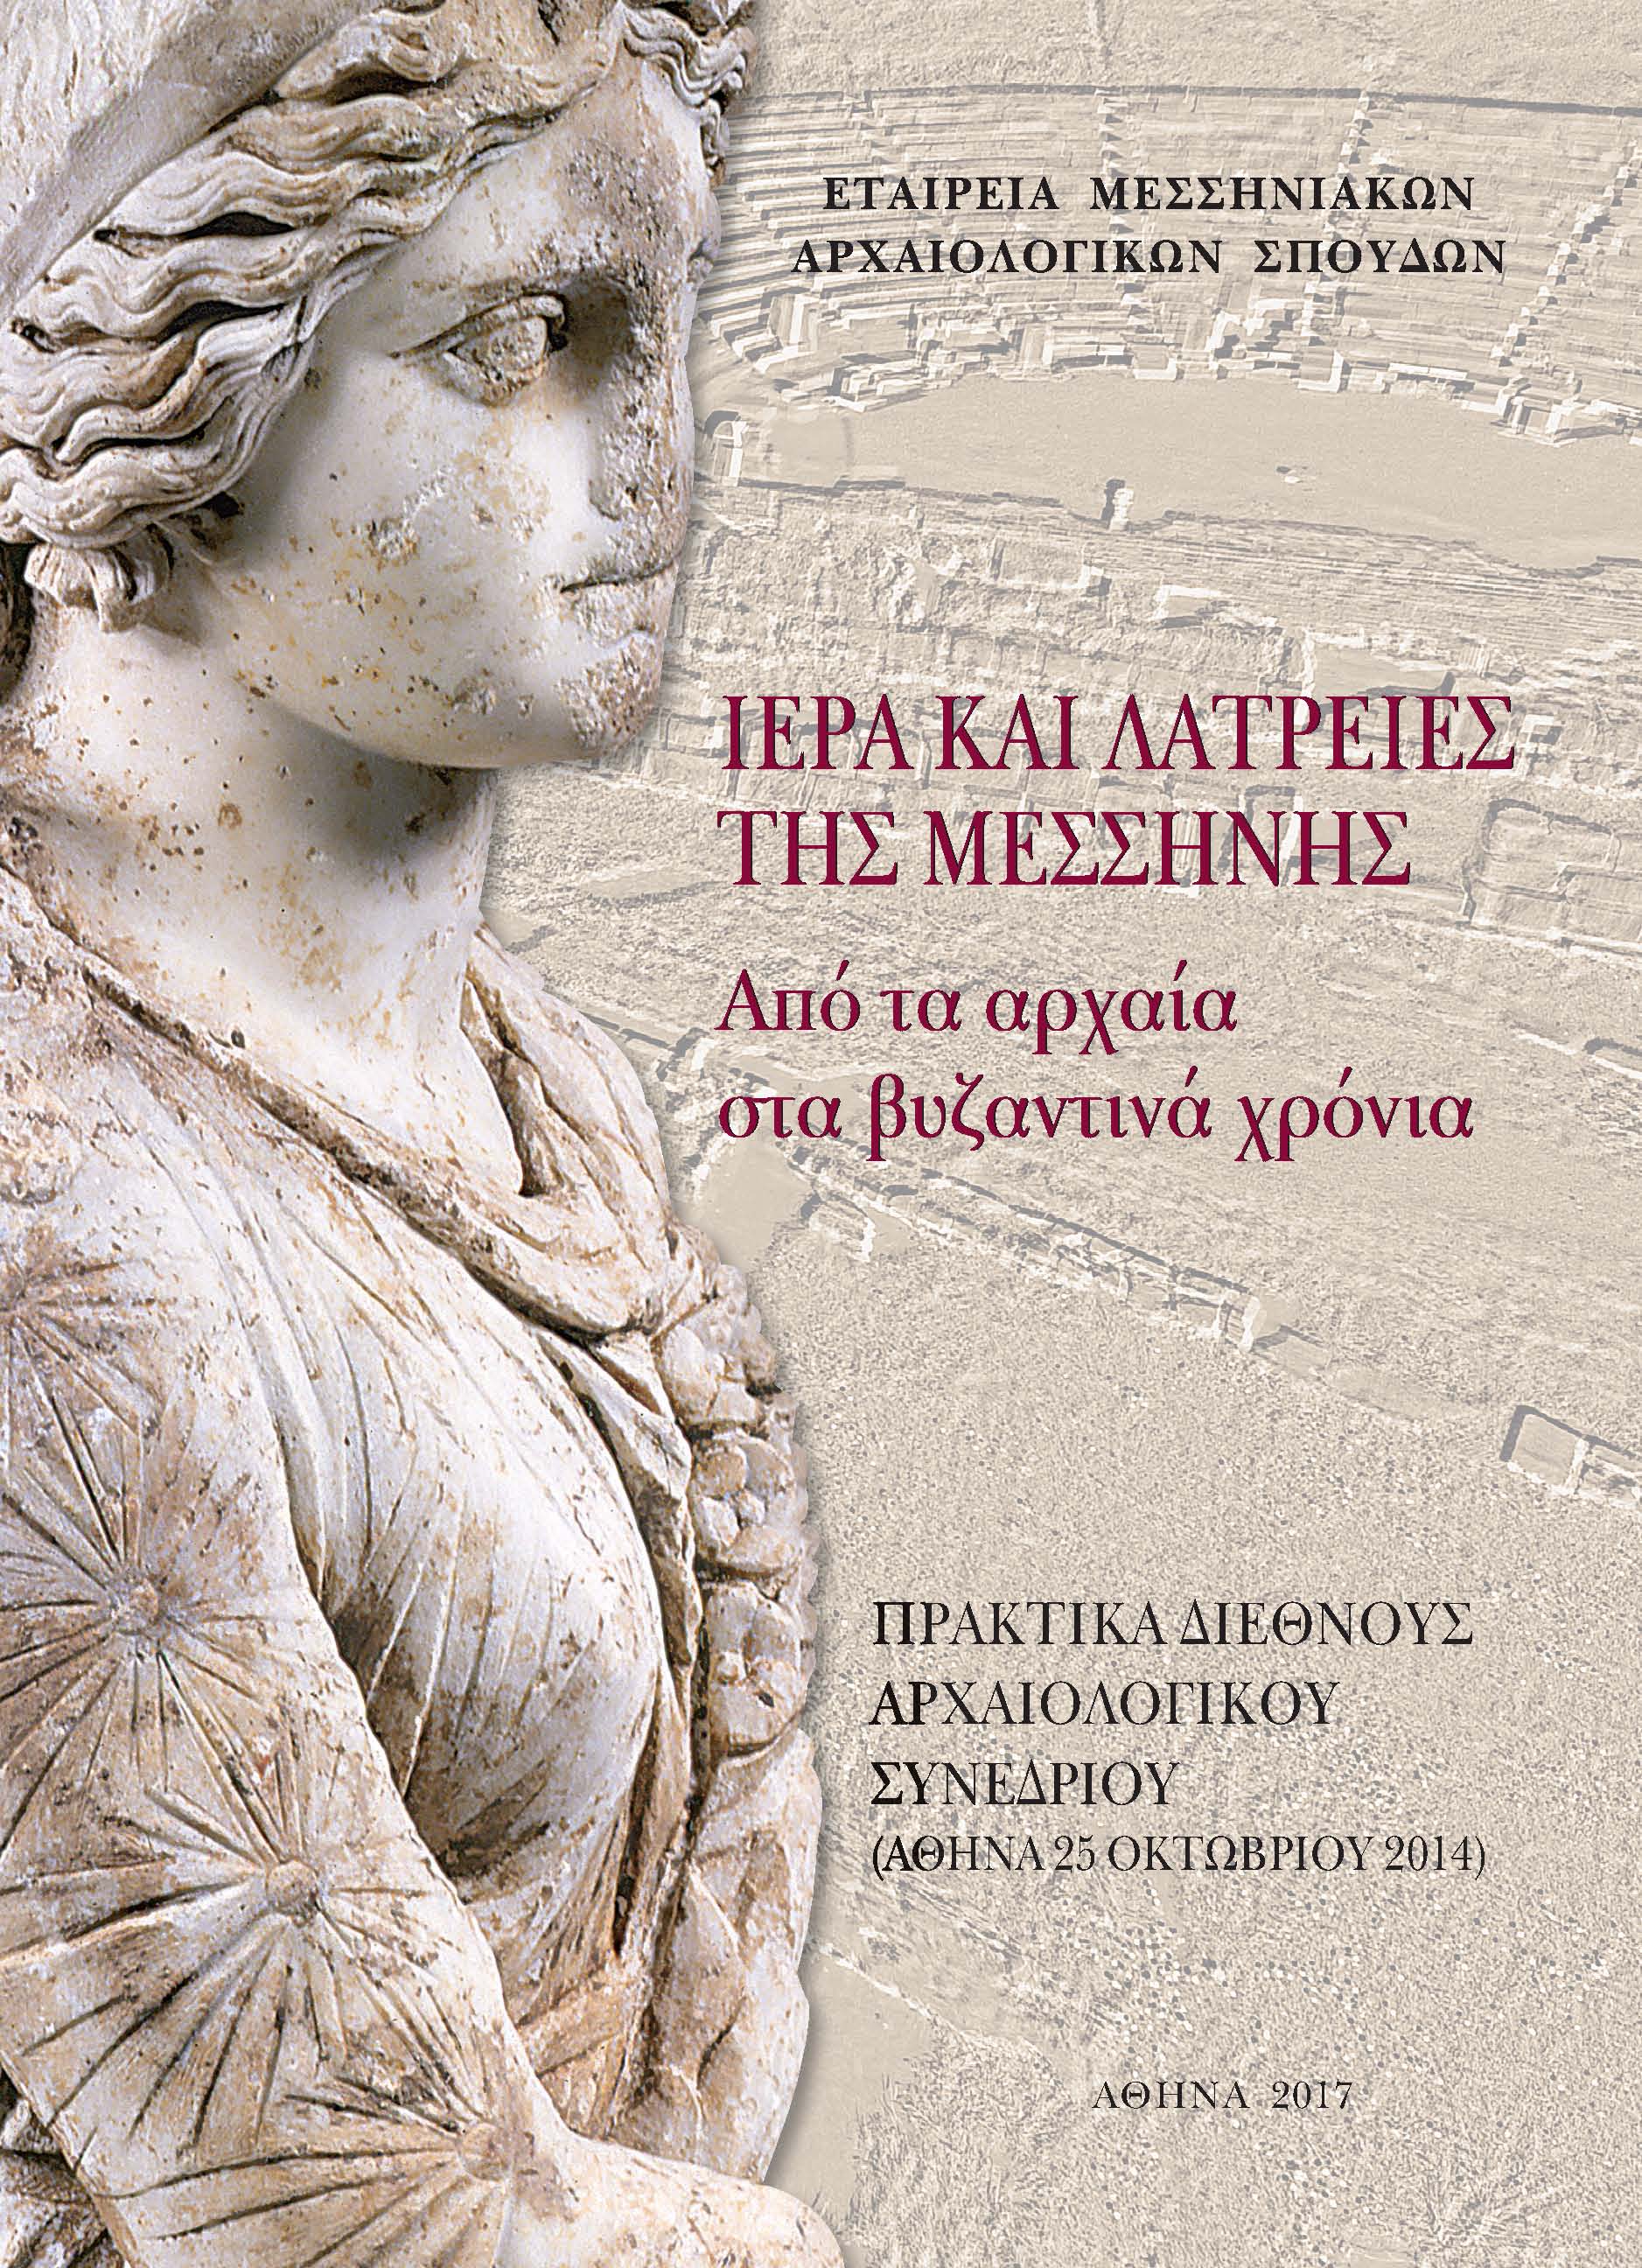 ΕΤΑΙΡΕΙΑ ΜΕΣΣΗΝΙΑΚΩΝ
ΑΡΧΑΙΟΛΟΓΙΚΩΝ ΣΠΟΥΔΩΝ
ΙΕΡΑ ΚΑΙ ΛΑΤΡΕΙΕΣ
ΤΗΣ ΜΕΣΣΗΝΗΣ
Από τα αρχαία
στα βυζαντινά χρόνια
ΠΡΑΚΤΙΚΑ ΔΙΕΘΝΟΥΣ
ΑΡΧΑΙΟΛΟΓΙΚΟΥ
ΣΥΝΕΔΡΙΟΥ
(ΑΘΗΝΑ 25 ΟΚΤΩΒΡΙΟΥ 2014)
ΑΘΗΝΑ 2017